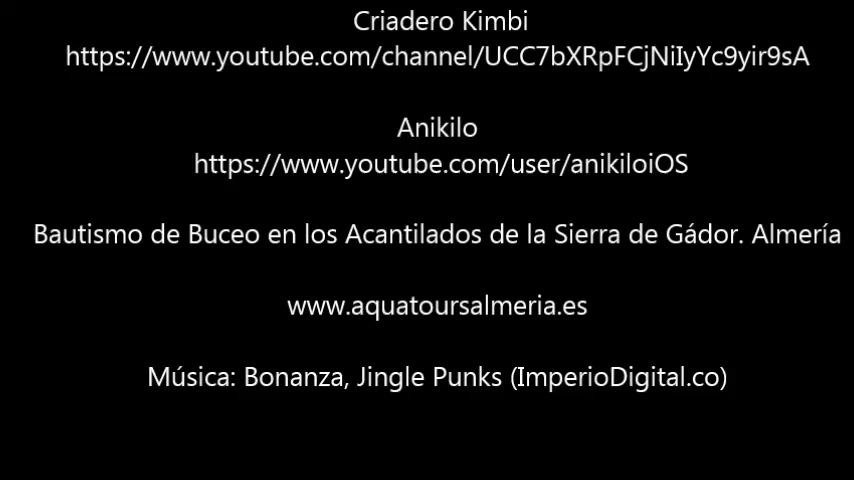 Criadero Kimbi
https://www.youtube.com/channel/UCC7bXRpFCjNiIyYc9yir9sA
Anikilo
https://www.youtube.com/user/anikiloiOS
Bautismo de Buceo en los Acantilados de la Sierra de Gádor. Almería
www.aquatoursalmeria.es
Música: Bonanza, Jingle Punks (ImperioDigital.co)